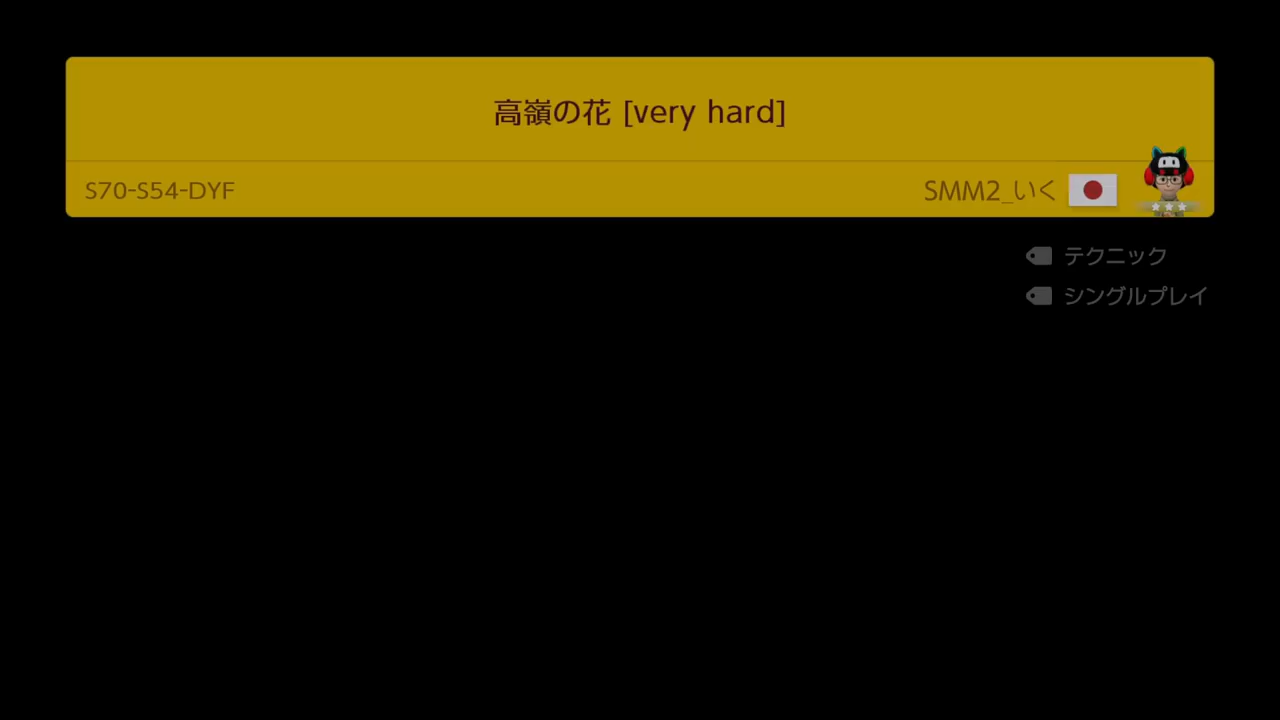 高嶺の花 [very hard]
S70-S54-DYF
SMM2_いく
テクニック
シングルプレイ